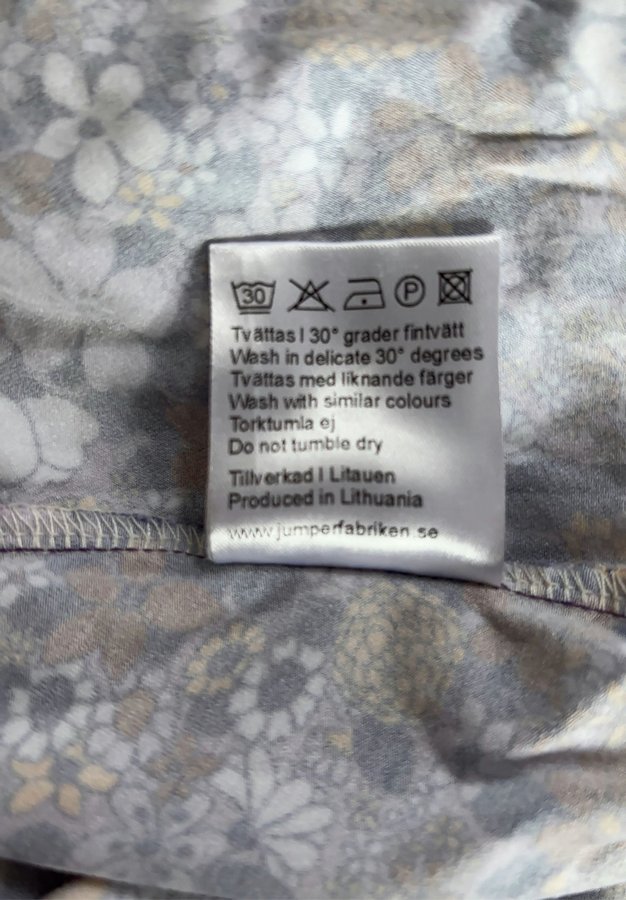 30 P
Tvättas I 30° grader fintvätt
Wash in delicate 30° degrees
Tvättas med liknande färger
Wash with similar colours
Torktumla ej
Do not tumble dry
Tillverkad I Litauen
Produced in Lithuania
www.jumperfabriken.se